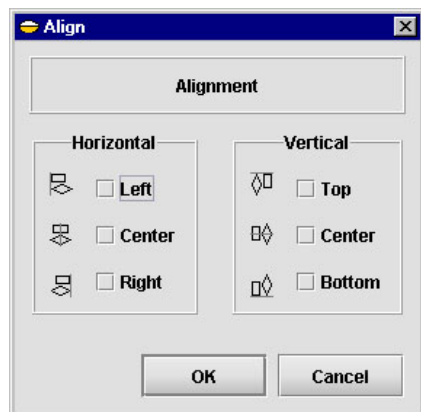 Align
Alignment
Horizontal
Left
Center
Right
Vertical
Top
Center
Bottom
OK
Cancel